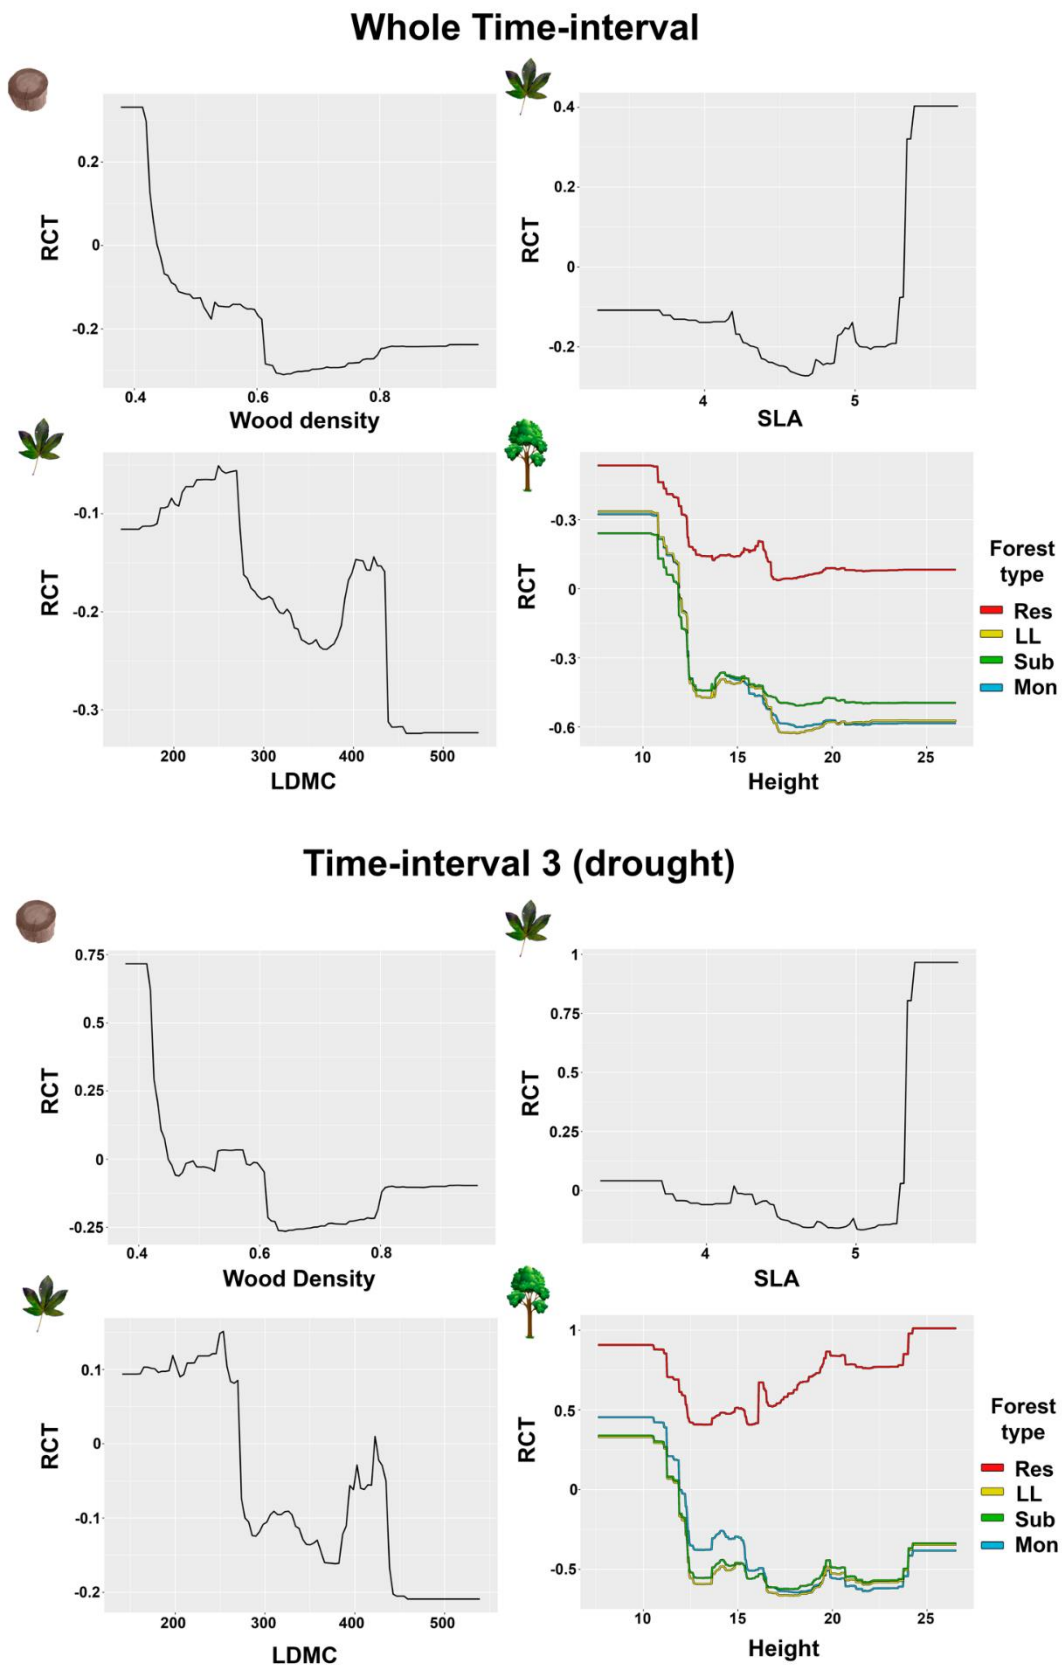 Whole Time-interval
RCT
0.2
0
-0.2
0.4
0.6
0.8
Wood density
RCT
0.4
0.2
0
-0.2
4
5
SLA
RCT
-0.1
-0.2
-0.3
200
300
400
500
LDMC
RCT
-0.3
0
-0.3
-0.6
10
15
20
25
Height
Forest
type
Res
LL
Sub
Mon
Time-interval 3 (drought)
RCT
0.75
0.5
0.25
0
-0.25
0.4
0.6
0.8
Wood Density
RCT
1
0.75
0.5
0.25
0
4
5
SLA
RCT
0.1
0
-0.1
-0.2
200
300
400
500
LDMC
RCT
1
0.5
0
-0.5
10
15
20
25
Height
Forest
type
Res
LL
Sub
Mon